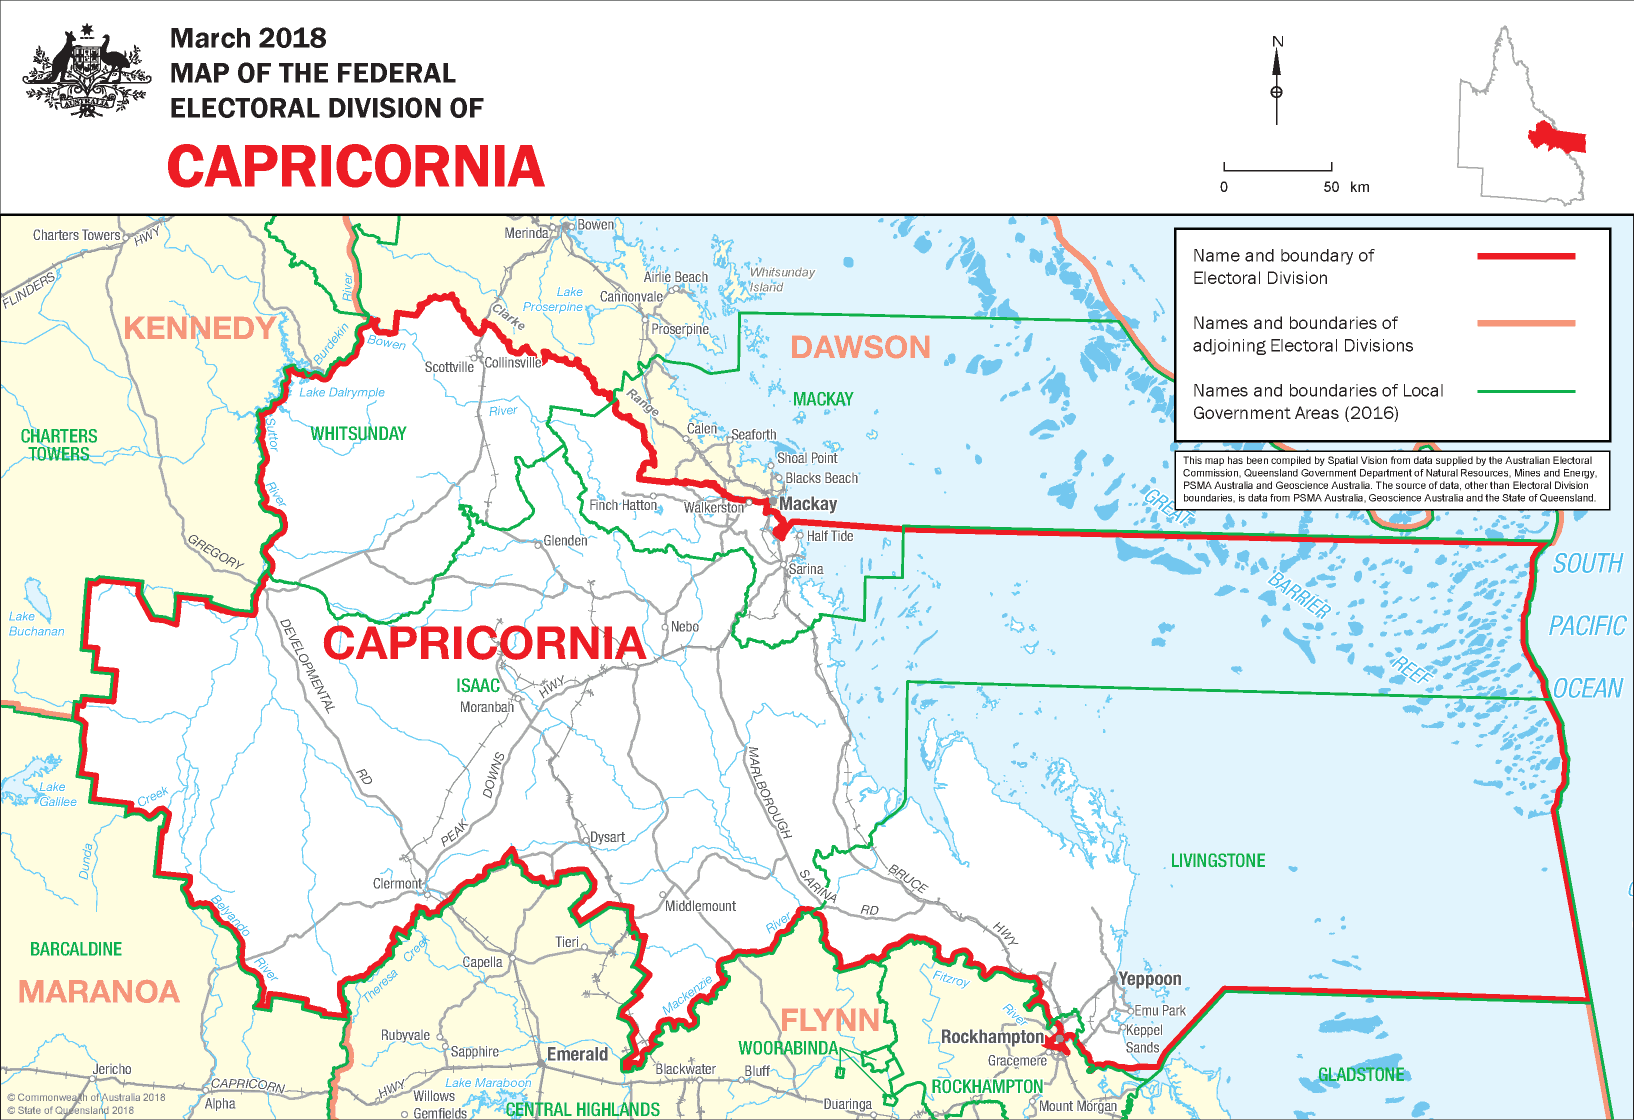 March 2018
MAP OF THE FEDERAL
ELECTORAL DIVISION OF
CAPRICORNIA
AUSTRALIA
N
0 50 km
Name and boundary of
Electoral Division
Names and boundaries of
adjoining Electoral Divisions
Names and boundaries of Local
Government Areas (2016)
This map has been compiled by Spatial Vision from data supplied by the Australian Electoral
Commission, Queensland Government Department of Natural Resources, Mines and Energy,
PSMA Australia and Geoscience Australia. The source of data, other than Electoral Division
boundaries, is data from PSMA Australia, Geoscience Australia and the State of Queensland.
Charters Towers
HWY
FLINDERS
River
Merinda
Bowen
Airlie Beach
Cannonvale
Whitsunday
Island
Lake
Proserpine
Clarke
Proserpine
KENNEDY
Burdekin
Bowen
DAWSON
Scottville
Collinsville
Lake Dalrymple
River
Range
MACKAY
CHARTERS
TOWERS
Suttor
WHITSUNDAY
Calen
Seaforth
Shoal Point
Blacks Beach
River
Finch Hatton
Walkerston
Mackay
GREAT
GREGORY
Glenden
Half Tide
Sarina
BARRIER
SOUTH
PACIFIC
OCEAN
REEF
Lake
Buchanan
DEVELOPMENTAL
RD
CAPRICORNIA
Nebo
ISAAC
Moranbah
HWY
DOWNS
PEAK
MARLBOROUGH
Lake
Galilee
Creek
Dunda
Dysart
Clermont
SARINA
RD
BRUCE
HWY
LIVINGSTONE
Middlemount
River
Belyando
River
BARCALDINE
MARANOA
Theresa Creek
Tieri
Capella
Mackenzie
Fitzroy
River
Yeppoon
Emu Park
Keppel
Sands
FLYNN
WOORABINDA
Rockhampton
Gracemere
ROCKHAMPTON
Mount Morgan
GLADSTONE
Rubyvale
Sapphire
Emerald
Blackwater
Bluff
Duaringa
Lake Maraboon
HWY
Willows
Gemfields
CENTRAL HIGHLANDS
Jericho
CAPRICORN
Alpha
© Commonwealth of Australia 2018
© State of Queensland 2018